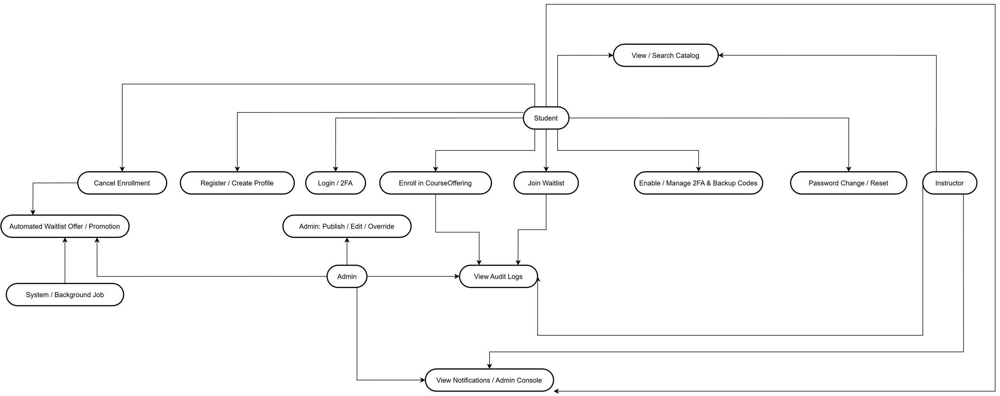 View / Search Catalog
Student
Cancel Enrollment
Register / Create Profile
Login / 2FA
Enroll in CourseOffering
Join Waitlist
Enable / Manage 2FA & Backup Codes
Password Change / Reset
Instructor
Automated Waitlist Offer / Promotion
Admin: Publish / Edit / Override
Admin
View Audit Logs
System / Background Job
View Notifications / Admin Console